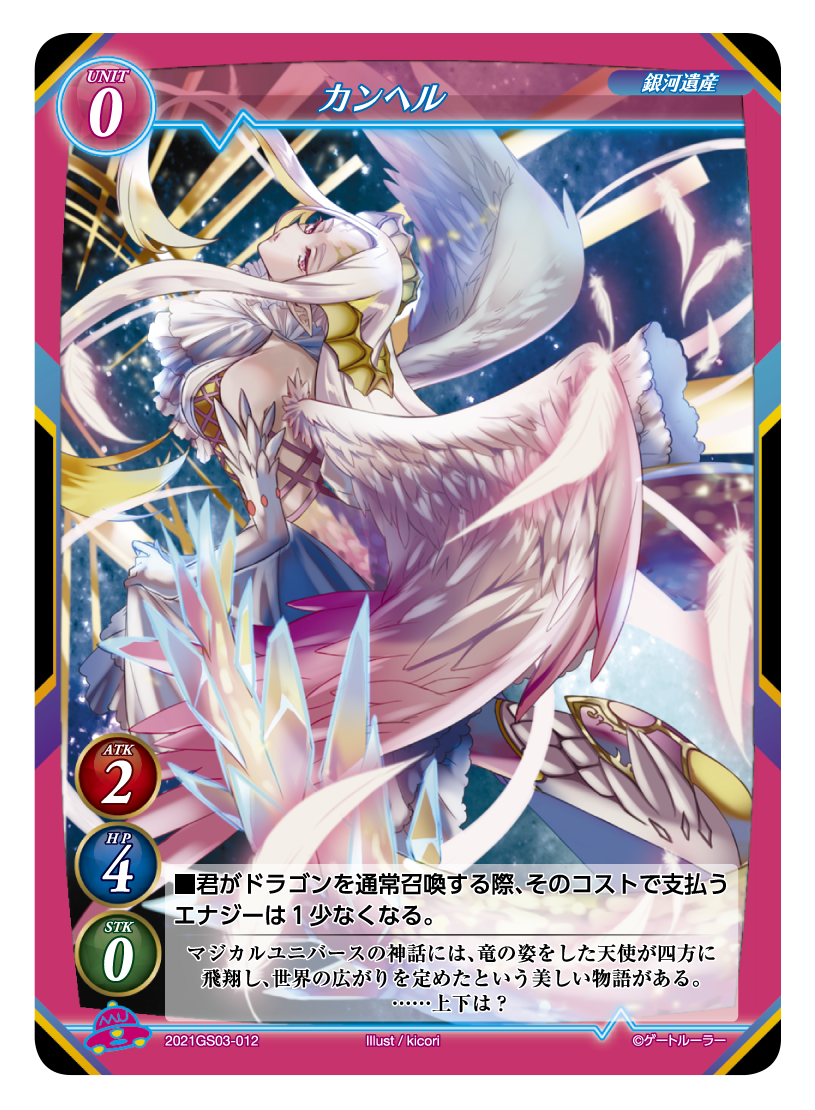 UNIT
0
カンヘル
銀河遺産
ATK
2
HP
4
STK
0
■君がドラゴンを通常召喚する際、そのコストで支払う
エナジーは１少なくなる。
マジカルユニバースの神話には、竜の姿をした天使が四方に
飛翔し、世界の広がりを定めたという美しい物語がある。
……上下は？
MU
2021GS03-012
Illust / kicori
©ゲートルーラー